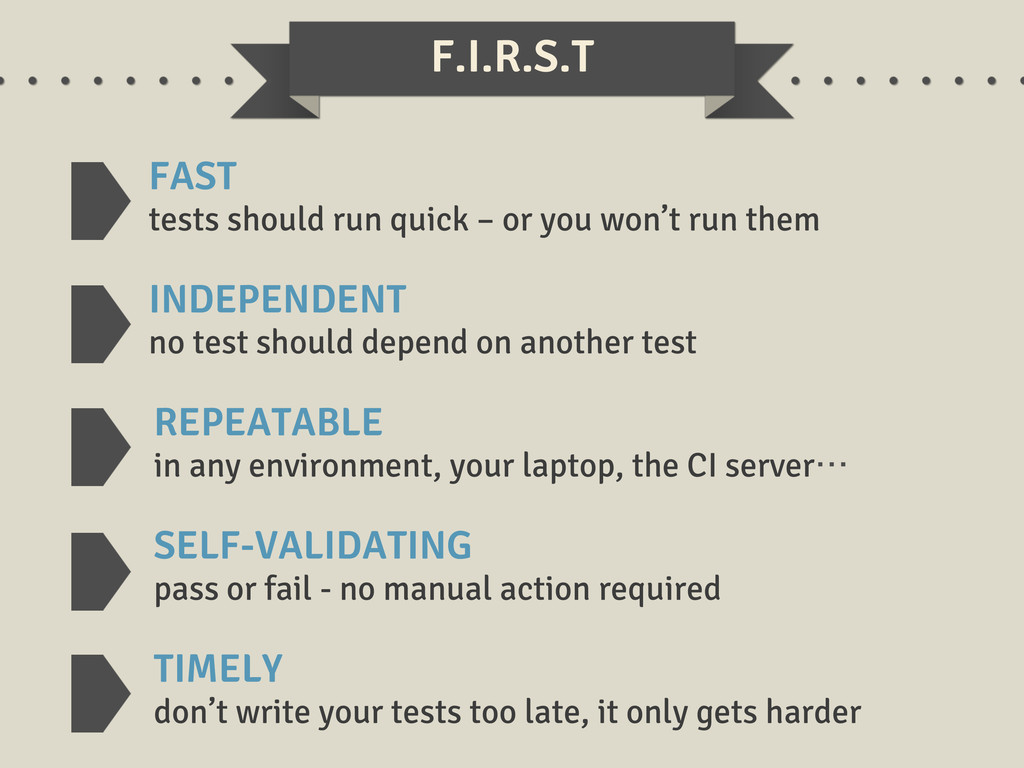 F.I.R.S.T
FAST
tests should run quick – or you won’t run them
INDEPENDENT
no test should depend on another test
REPEATABLE
in any environment, your laptop, the CI server⋯
SELF-VALIDATING
pass or fail - no manual action required
TIMELY
don’t write your tests too late, it only gets harder